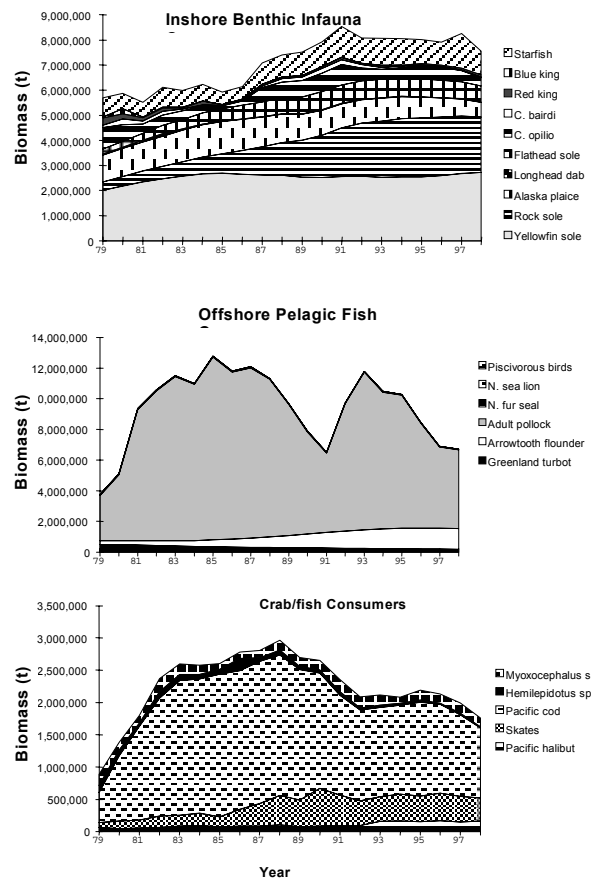 Inshore Benthic Infauna
9,000,000
8,000,000
7,000,000
6,000,000
5,000,000
4,000,000
3,000,000
2,000,000
1,000,000
0
Biomass (t)
79 81 83 85 87 89 91 93 95 97
Starfish
Blue king
Red king
C. bairdi
C. opilio
Flathead sole
Longhead dab
Alaska plaice
Rock sole
Yellowfin sole
Offshore Pelagic Fish
14,000,000
12,000,000
10,000,000
8,000,000
6,000,000
4,000,000
2,000,000
0
Biomass (t)
79 81 83 85 87 89 91 93 95 97
Piscivorous birds
N. sea lion
N. fur seal
Adult pollock
Arrowtooth flounder
Greenland turbot
Crab/fish Consumers
3,500,000
3,000,000
2,500,000
2,000,000
1,500,000
1,000,000
500,000
0
Biomass (t)
79 81 83 85 87 89 91 93 95 97
Myoxocephalus s
Hemilepidotus sp
Pacific cod
Skates
Pacific halibut
Year